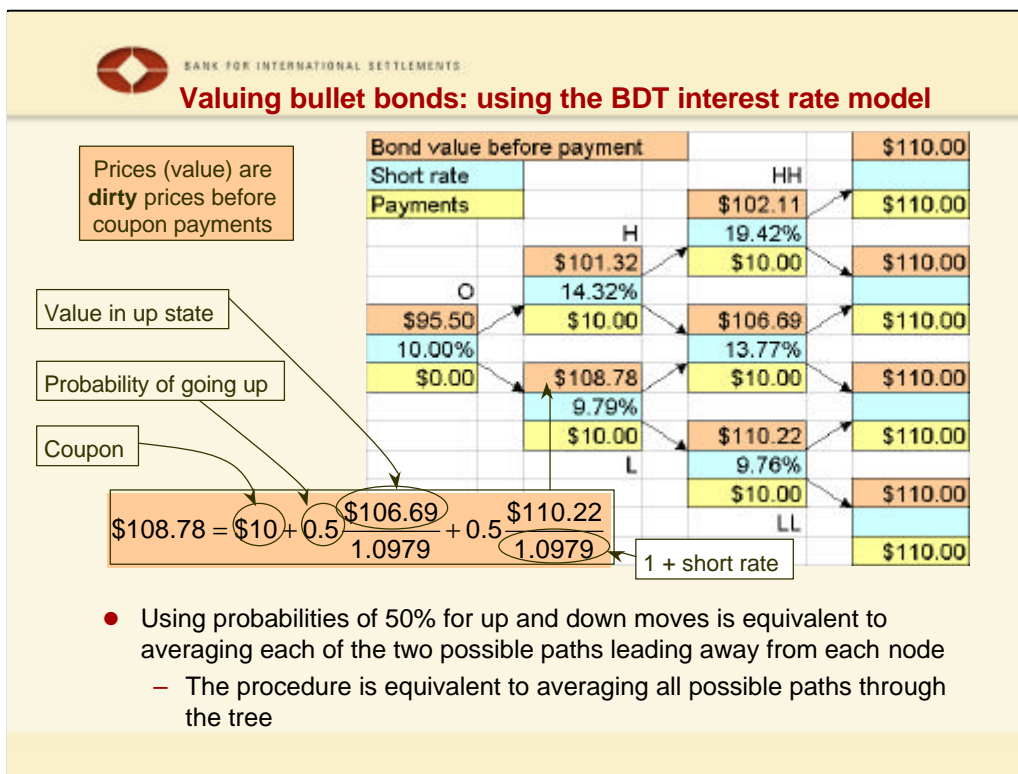 BANK FOR INTERNATIONAL SETTLEMENTS
Valuing bullet bonds: using the BDT interest rate model
Prices (value) are
dirty prices before
coupon payments
Bond value before payment $110.00
Short rate HH
Payments $102.11 $110.00
H 19.42%
$101.32 $10.00 $110.00
O 14.32%
$95.50 $10.00 $106.69 $110.00
10.00% 13.77%
$0.00 $108.78 $10.00 $110.00
9.79%
$10.00 $110.22 $110.00
L 9.76%
$10.00 $110.00
LL
$110.00
Value in up state
Probability of going up
Coupon
$108.78 = $10 + 0.5 $106.69 / 1.0979 + 0.5 $110.22 / 1.0979
1 + short rate
● Using probabilities of 50% for up and down moves is equivalent to
averaging each of the two possible paths leading away from each node
– The procedure is equivalent to averaging all possible paths through
the tree